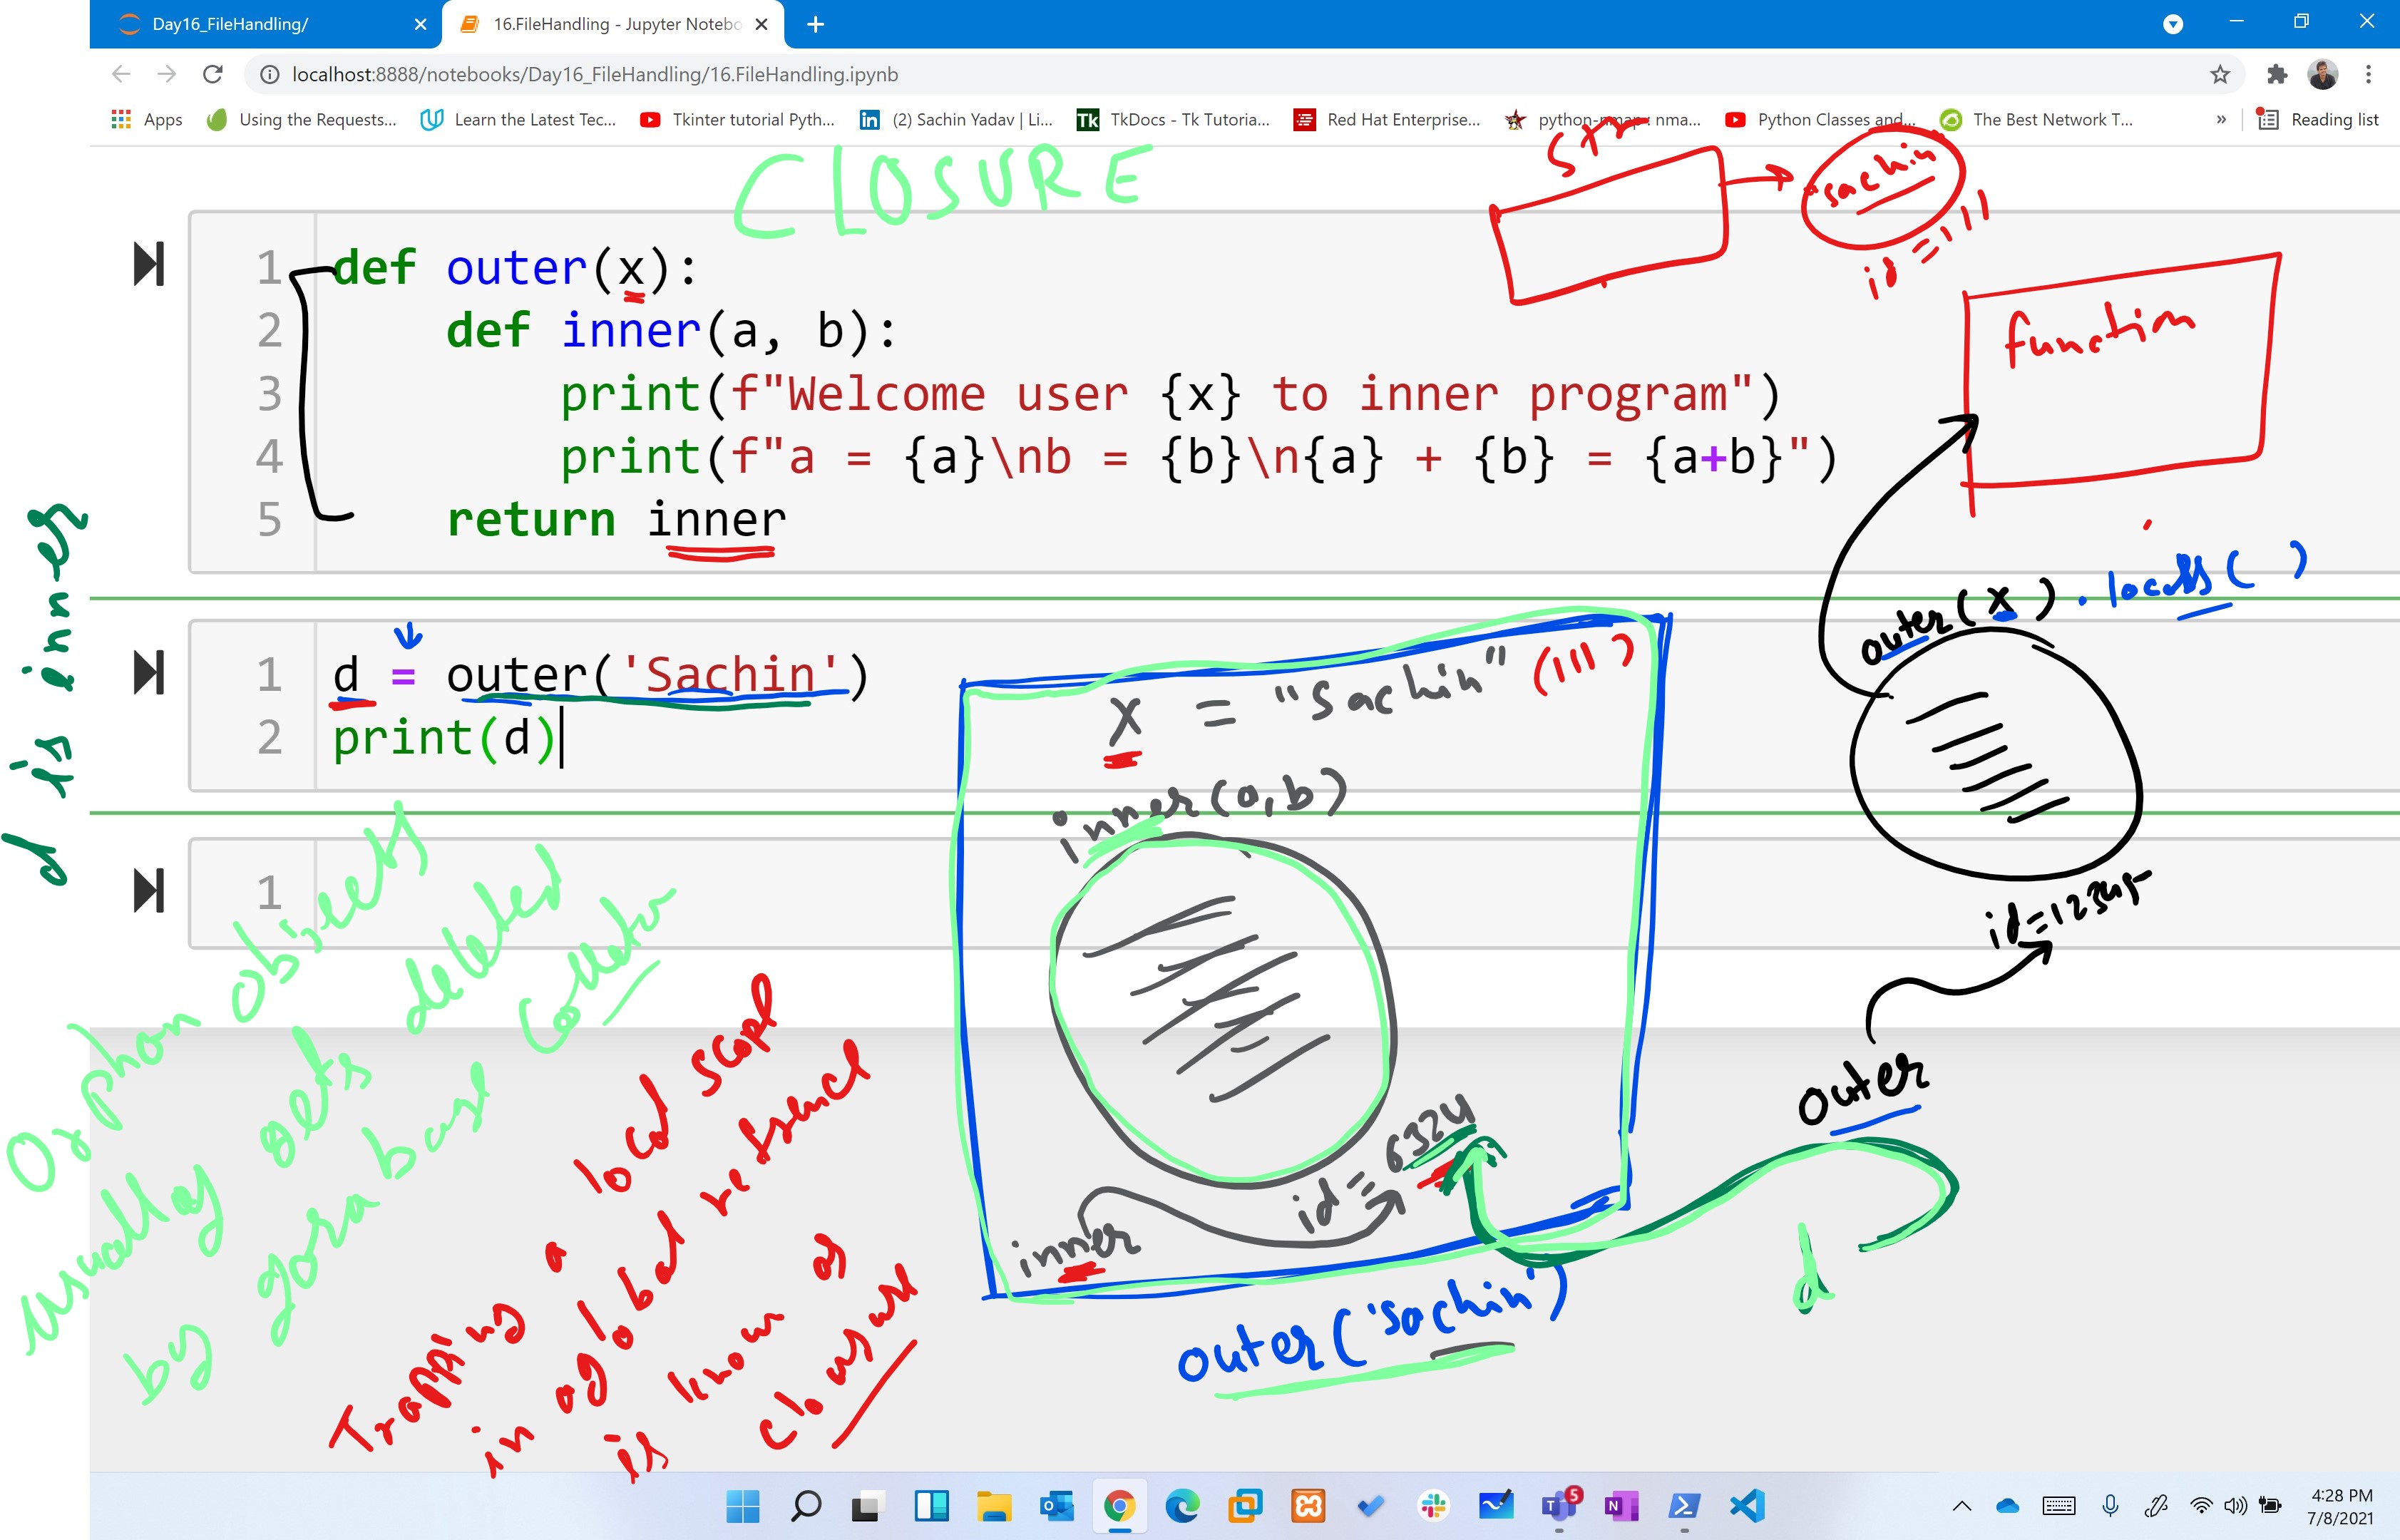 Day16_FileHandling/
16.FileHandling - Jupyter Notebo
localhost:8888/notebooks/Day16_FileHandling/16.FileHandling.ipynb
Apps
Using the Requests...
Learn the Latest Tec...
Tkinter tutorial Pyth...
(2) Sachin Yadav | Li...
Tk
TkDocs - Tk Tutoria...
Red Hat Enterprise...
python-nmap : nma...
Python Classes and...
The Best Network T...
»
Reading list
CLOSURE
str
sachin
id = 111
function
1 def outer(x):
2 def inner(a, b):
3 print(f"Welcome user {x} to inner program")
4 print(f"a = {a}\nb = {b}\n{a} + {b} = {a+b}")
5 return inner
d is inner
outer(x).locals()
id=12345
outer
1 d = outer('Sachin')
2 print(d)
1
x = "Sachin" (111)
inner(a,b)
id = 6324
inner
outer('sachin')
d
Orphan objects
usually gets deleted
by garabase
Trapping a local scope
in a global refrence
is known as
closure
5
4:28 PM
7/8/2021